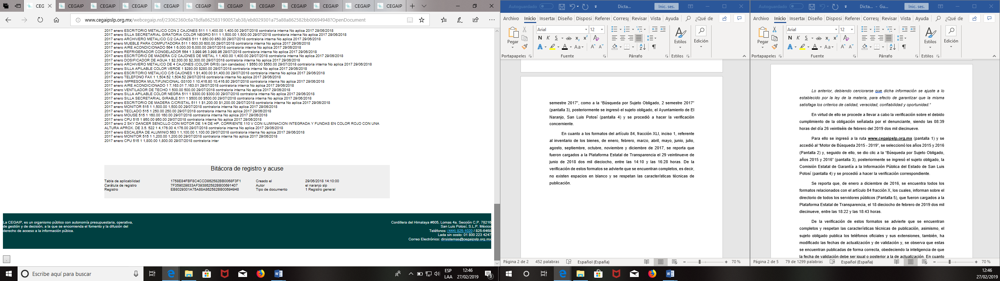 CEG
CEGAIP
CEGAIP
CEGAIP
CEGAIP
CEGAIP
CEGAIP
CEGAIP
CEGAIP
CEGAIP
CEGAIP
CEGAIP
www.cegaipslp.org.mx/webcegaip.nsf/23062360c6a78dfa862583190057ab38/eb8029301a75a88a862582bb00694948?OpenDocument
2017 enero ESCRITORIO METALICO CON 2 CAJONES 511 1 1,400.00 1,400.00 29/07/2018 contraloria interna No aplica 2017 29/06/2018
2017 enero SILLA SECRETARIAL GIRATORIA COLOR NEGRO 511 1 1,500.00 1,500.00 29/07/2018 contraloria interna No aplica 2017 29/06/2018
2017 enero ARCHIVERO METALICO C/2 CAJONES 511 1 850.00 850.00 29/07/2018 contraloria interna No aplica 2017 29/06/2018
2017 enero MUEBLE PARA COMPUTADORA 511 1 600.00 600.00 29/07/2018 contraloria interna No aplica 2017 29/06/2018
2017 enero AIRE ACONDICIONADO 564 1 6,000.00 6,000.00 29/07/2018 contraloria interna No aplica 2017 29/06/2018
2017 enero REFRIGERADOR CONGELADOR 564 1 3,998.96 3,998.96 29/07/2018 contraloria interna No aplica 2017 29/06/2018
2017 enero ESCRITORIO DE MADERA C/2 CAJONES DE METAL 1 1,400.00 1,400.00 29/07/2018 contraloria interna No aplica 2017 29/06/2018
2017 enero DOSIFICADOR DE AGUA 1 $2,300.00 $2,300.00 29/07/2018 contraloria interna No aplica 2017 29/06/2018
2017 enero ARCHIVERO METALICO DE 4 CAJONES (COLOR GRIS) (sin candados) 1 $550.00 $550.00 29/07/2018 contraloria interna No aplica 2017 29/06/2018
2017 enero SILLA APILABLE COLOR VERDE 1 $280.00 $280.00 29/07/2018 contraloria interna No aplica 2017 29/06/2018
2017 enero ESCRITORIO METALICO C/5 CAJONES 1 $1,400.00 $1,400.00 29/07/2018 contraloria interna No aplica 2017 29/06/2018
2017 enero TELEFONO FAX 1 1,504.52 1,504.52 29/07/2018 contraloria interna No aplica 2017 29/06/2018
2017 enero IMPRESORA MULTIFUNCIONAL G3100 1 10,416.80 10,416.80 29/07/2018 contraloria interna No aplica 2017 29/06/2018
2017 enero AIRE ACONDICIONADO 1 7,163.01 7,163.01 29/07/2018 contraloria interna No aplica 2017 29/06/2018
2017 enero VENTILADOR DE TECHO 1 500.00 500.00 29/07/2018 contraloria interna No aplica 2017 29/06/2018
2017 enero SILLA APILABLE COLOR NEGRA 511 1 $300.00 $300.00 29/07/2018 contraloria interna No aplica 2017 29/06/2018
2017 enero SILLA SECRETARIAL GIRABLE 511 1 $500.00 $500.00 29/07/2018 contraloria interna No aplica 2017 29/06/2018
2017 enero ESCRITORIO DE MADERA C/CRISTAL 511 1 $1,200.00 $1,200.00 29/07/2018 contraloria interna No aplica 2017 29/06/2018
2017 enero MONITOR 515 1 1,500.00 1,500.00 29/07/2018 contraloria interna No aplica 2017 29/06/2018
2017 enero TECLADO 515 1 250.00 250.00 29/07/2018 contraloria interna No aplica 2017 29/06/2018
2017 enero MOUSE 515 1 160.00 160.00 29/07/2018 contraloria interna No aplica 2017 29/06/2018
2017 enero CPU 515 1 950.00 950.00 29/07/2018 contraloria interna No aplica 2017 29/06/2018
2017 enero 2 SKY DANCER SENCILLO CON MOTOR DE 1/4 DE HP, CORRIENTE 110 V CON ILUMINACION INTEGRADA Y FUNDAS EN COLOR ROJO CON UNA
ALTURA APROX. DE 3.5. 522 1 4,176.00 4,176.00 29/07/2018 contraloria interna No aplica 2017 29/06/2018
2017 enero ESCALERA DE ALUMINIO 563 1 1,100.00 1,100.00 29/07/2018 contraloria interna No aplica 2017 29/06/2018
2017 enero MONITOR 515 1 1,200.00 1,200.00 29/07/2018 contraloria interna No aplica 2017 29/06/2018
2017 enero CPU 515 1 1,800.00 1,800.00 29/07/2018 contraloria inter
Bitácora de registro y acuse
Tabla de aplicabilidad 1758E84FBF8C4CCD862582BB0068F3F1 Creado el 29/06/2018 14:10:00
Carátula de registro 7F359029833AF393862582BB00691407 Autor el naranjo slp
Registro EB8029301A75A88A862582BB00694948 Tipo de documento 1 Registro general
La CEGAIP, es un organismo público con autonomía presupuestaria, operativa,
de gestión y de decisión, a la que se encomienda el fomento y la difusión del
derecho de acceso a la información púbica.
Cordillera del Himalaya #605, Lomas 4a. Sección C.P. 78216
San Luis Potosí, S.L.P. México
Teléfonos: (444) 825-1020 / 825-6468
Lada sin costo: 01 800 223 4247
Correo Electrónico: dirsistemas@cegaipslp.org.mx
Escribe aquí para buscar
ESP
LAA
12:46
27/02/2019
3
Autoguardado Dicta... Inic. ses.
Archivo Inicio Insertar Diseño Disposi Referer Corresp Revisar Vista Ayuda ¿Qué de
Pegar
Arial 12
N K S ab x₂ x²
A A Aa A A
Estilos
Edición
Portapapeles Fuente Párrafo Estilos
semestre 2017”, como a la “Búsqueda por Sujeto Obligado, 2 semestre 2017”
(pantalla 3), posteriormente se ingresó el sujeto obligado, el Ayuntamiento de El
Naranjo, San Luis Potosí (pantalla 4) y se procedió a hacer la verificación
concerniente.
En cuanto a los formatos del artículo 84, fracción XLI, inciso 1, referente
al inventario de los bienes, de enero, febrero, marzo, abril, mayo, junio, julio,
agosto, septiembre, octubre, noviembre y diciembre de 2017, se reporta que
fueron cargados a la Plataforma Estatal de Transparencia el 29 veintinueve de
junio de 2018 dos mil dieciocho, entre las 14:10 y las 16:28 horas. De la
verificación de estos formatos se advierte que se encuentran completos, es decir,
no existen espacios en blanco y se respetan las características técnicas de
publicación.
Página 2 de 2 452 palabras Español (España) 70 %
Autoguardado Dicta... - Gu... Inic. ses.
Archivo Inicio Insertar Diseño Disposi Referer Corresp Revisar Vista Ayuda ¿Qué de
Pegar
Arial 12
N K S ab x₂ x²
A A Aa A A
Estilos
Edición
Portapapeles Fuente Párrafo Estilos
Lo anterior, debiendo cerciorarse que dicha información se ajuste a lo
establecido por la ley de la materia, para efecto de garantizar que la misma
satisfaga los criterios de calidad, veracidad, confiabilidad y oportunidad.”
En virtud de ello se procede a llevar a cabo la verificación sobre el debido
cumplimiento de la obligación señalada por el denunciante, siendo las 08:39
horas del día 26 veintiséis de febrero del 2019 dos mil diecinueve.
Para ello se ingresó a la ruta www.cegaipslp.org.mx (pantalla 1) y se
accedió al “Motor de Búsqueda 2015 - 2019”, se seleccionó los años 2015 y 2016
(Pantalla 2) y, seguido de ello, se dio clic a la “Búsqueda por Sujeto Obligado,
años 2015 y 2016” (pantalla 3), posteriormente se ingresó el sujeto obligado, la
Comisión Estatal de Garantía a la Información Pública del Estado de San Luis
Potosí (pantalla 4) y se procedió a hacer la verificación correspondiente.
Se reporta que, de enero a diciembre de 2016, se encuentra todos los
formatos relacionados con el artículo 84 fracción X, los cuales, informan sobre el
directorio de todos los servidores públicos (Pantalla 5), que fueron cargados a la
Plataforma Estatal de Transparencia, el 18 dieciocho de febrero de 2019 dos mil
diecinueve, entre las 18:22 y las 18:43 horas.
De la verificación de estos formatos se advierte que se encuentran
completos y respetan las características técnicas de publicación, asimismo, el
sujeto obligado publica los teléfonos oficiales y sus extensiones, también, ha
modificado las fechas de actualización y de validación y, se observa que estas
se encuentran publicadas de forma correcta, obedeciendo la inteligencia de que
la fecha de validación debe ser igual o posterior a la de actualización. En cuanto
Página 2 de 5 79 de 1299 palabras Español (España) 70 %
12:46
27/02/2019